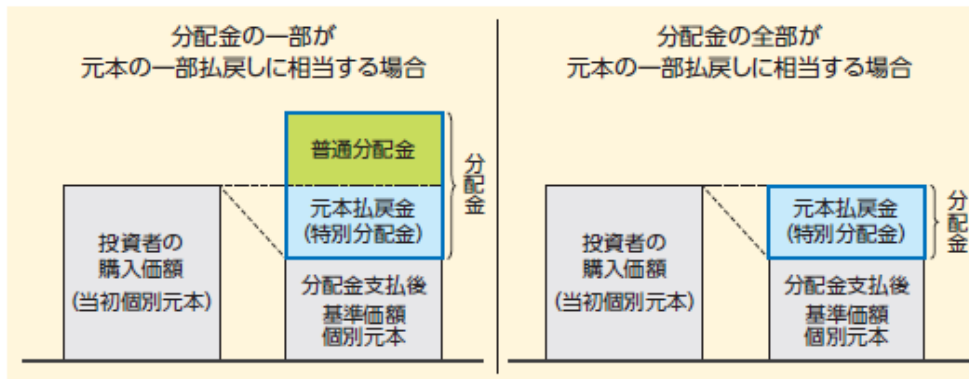 分配金の一部が
元本の一部払戻しに相当する場合
普通分配金
元本払戻金
(特別分配金)
分配金
投資者の
購入価額
(当初個別元本)
分配金支払後
基準価額
個別元本
分配金の全部が
元本の一部払戻しに相当する場合
元本払戻金
(特別分配金)
分配金
投資者の
購入価額
(当初個別元本)
分配金支払後
基準価額
個別元本